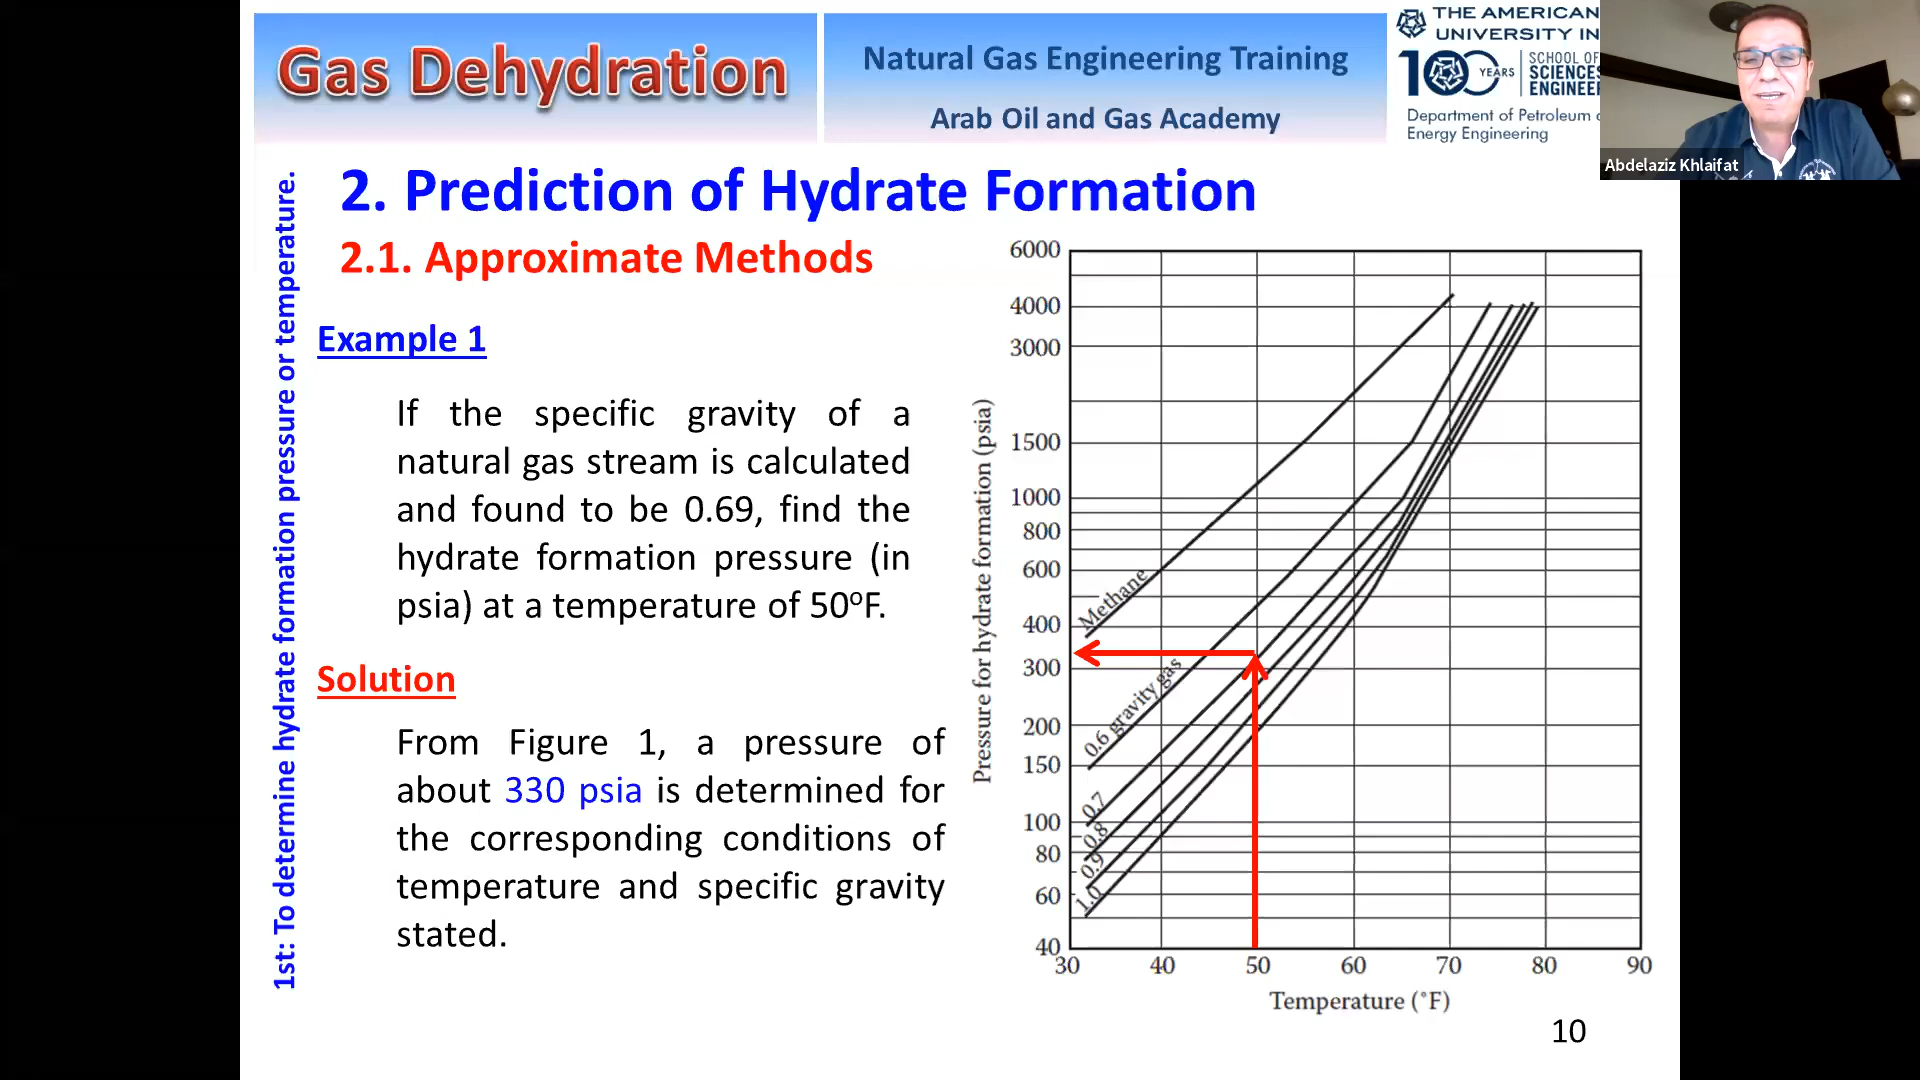 Gas Dehydration
Natural Gas Engineering Training
Arab Oil and Gas Academy
THE AMERICAN
UNIVERSITY IN
100 YEARS
SCHOOL OF
SCIENCES
ENGINEER
Department of Petroleum
Energy Engineering
Abdelaziz Khlaifat
1st: To determine hydrate formation pressure or temperature.
2. Prediction of Hydrate Formation
2.1. Approximate Methods
Example 1
If the specific gravity of a
natural gas stream is calculated
and found to be 0.69, find the
hydrate formation pressure (in
psia) at a temperature of 50ºF.
Solution
From Figure 1, a pressure of
about 330 psia is determined for
the corresponding conditions of
temperature and specific gravity
stated.
Pressure for hydrate formation (psia)
6000
4000
3000
1500
1000
800
600
400
300
200
150
100
80
60
40
Methane
0.6 gravity gas
0.7
0.8
0.9
1.0
30 40 50 60 70 80 90
Temperature (°F)
10